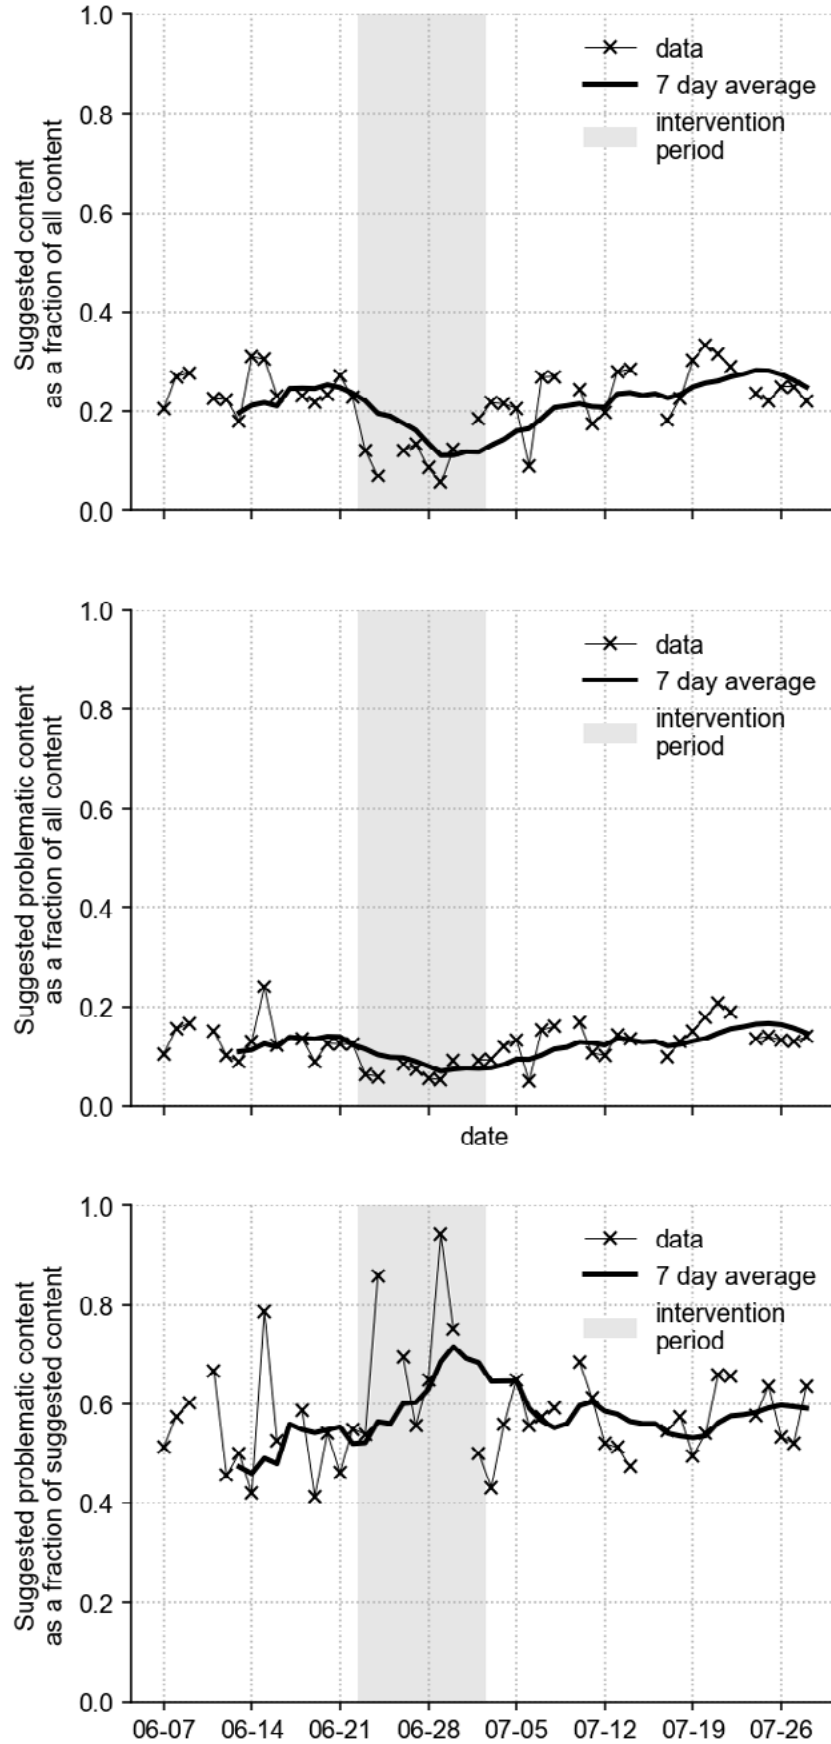 Suggested content
as a fraction of all content
1.0
0.8
0.6
0.4
0.2
0.0
data
7 day average
intervention
period
Suggested problematic content
as a fraction of all content
1.0
0.8
0.6
0.4
0.2
0.0
data
7 day average
intervention
period
date
Suggested problematic content
as a fraction of suggested content
1.0
0.8
0.6
0.4
0.2
0.0
data
7 day average
intervention
period
06-07 06-14 06-21 06-28 07-05 07-12 07-19 07-26